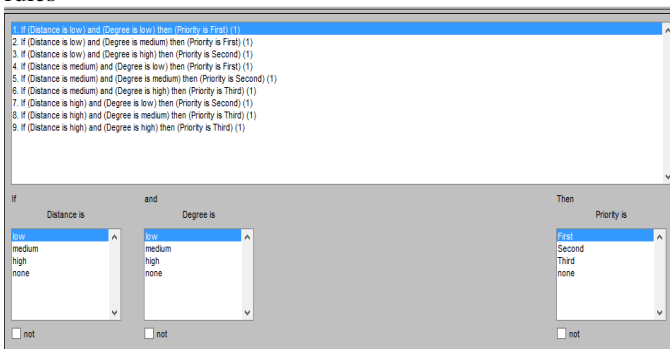 1. If (Distance is low) and (Degree is low) then (Priority is First) (1)
2. If (Distance is low) and (Degree is medium) then (Priority is First) (1)
3. If (Distance is low) and (Degree is high) then (Priority is Second) (1)
4. If (Distance is medium) and (Degree is low) then (Priority is First) (1)
5. If (Distance is medium) and (Degree is medium) then (Priority is Second) (1)
6. If (Distance is medium) and (Degree is high) then (Priority is Third) (1)
7. If (Distance is high) and (Degree is low) then (Priority is Second) (1)
8. If (Distance is high) and (Degree is medium) then (Priority is Third) (1)
9. If (Distance is high) and (Degree is high) then (Priority is Third) (1)
If and Then
Distance is Degree is Priority is
low low First
medium medium Second
high high Third
none none none
not not not